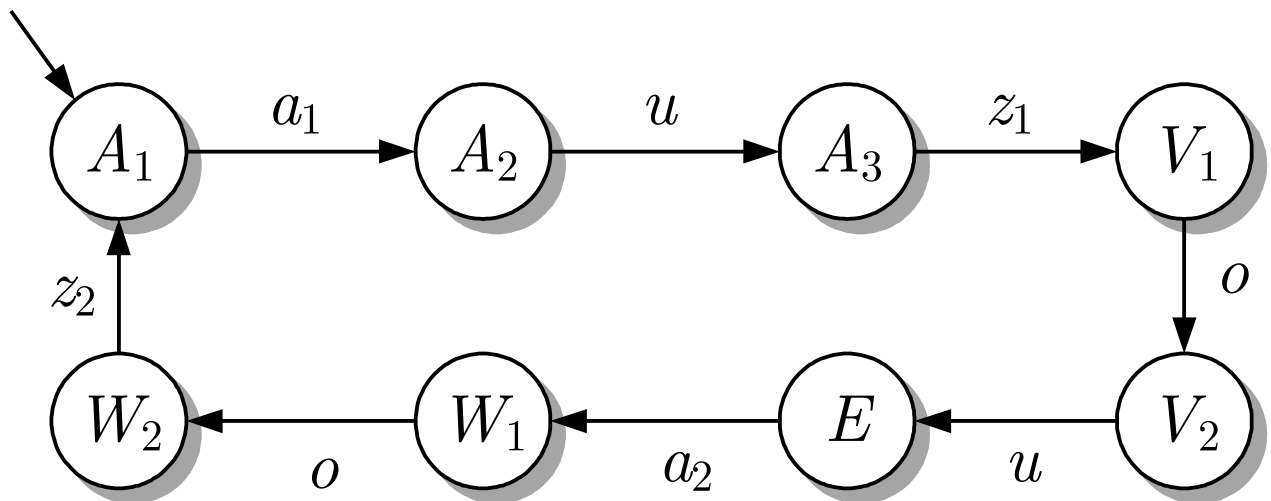 a₁ u z₁
A₁ A₂ A₃ V₁
z₂ o
W₂ W₁ E V₂
o a₂ u